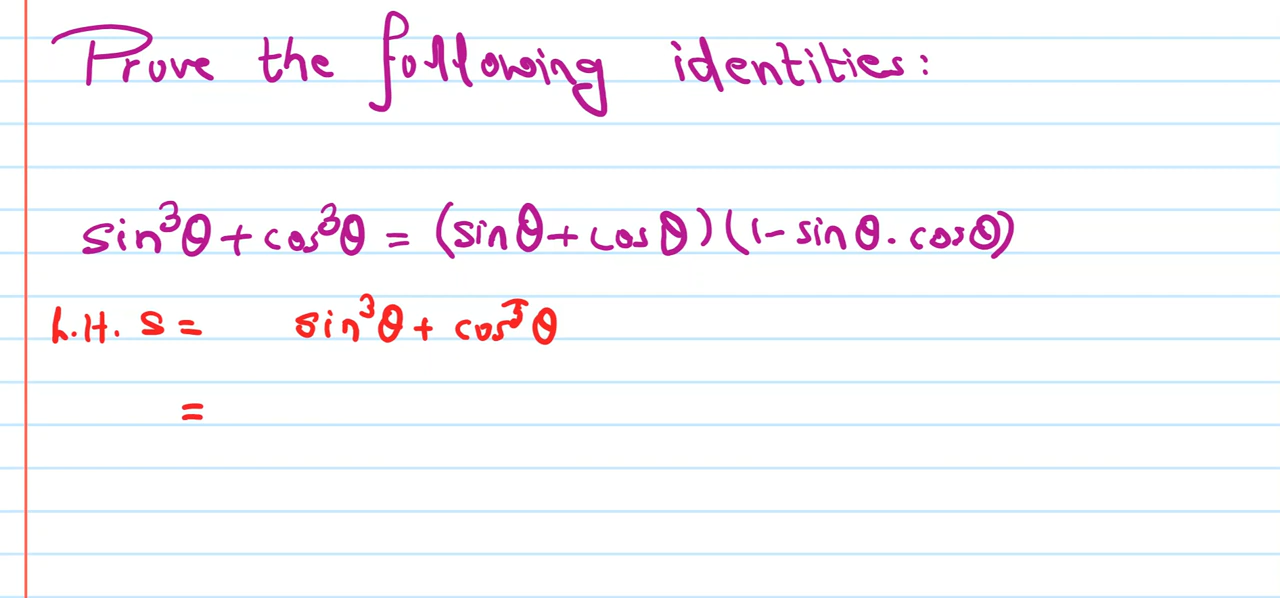 Prove the following identities:
sin³θ + cos³θ = (sinθ + cosθ)(1 - sinθ . cosθ)
L.H.S = sin³θ + cos³θ
=